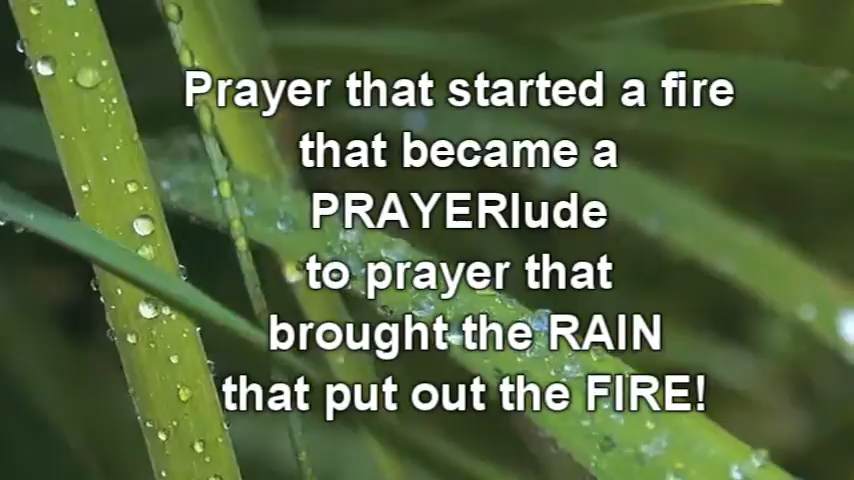 Prayer that started a fire
that became a
PRAYERlude
to prayer that
brought the RAIN
that put out the FIRE!